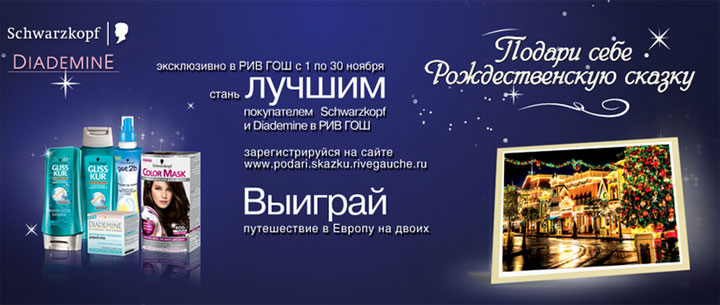 Schwarzkopf
DIADEMINE
эксклюзивно в РИВ ГОШ с 1 по 30 ноября
стань лучшим
покупателем Schwarzkopf
и Diademine в РИВ ГОШ
зарегистрируйся на сайте
www.podari.skazku.rivegauche.ru
Выиграй
путешествие в Европу на двоих
Подари себе
Рождественскую сказку
GLISS
KUR
GLISS
KUR
got2b
Schwarzkopf
COLOR MASK
DIADEMINE